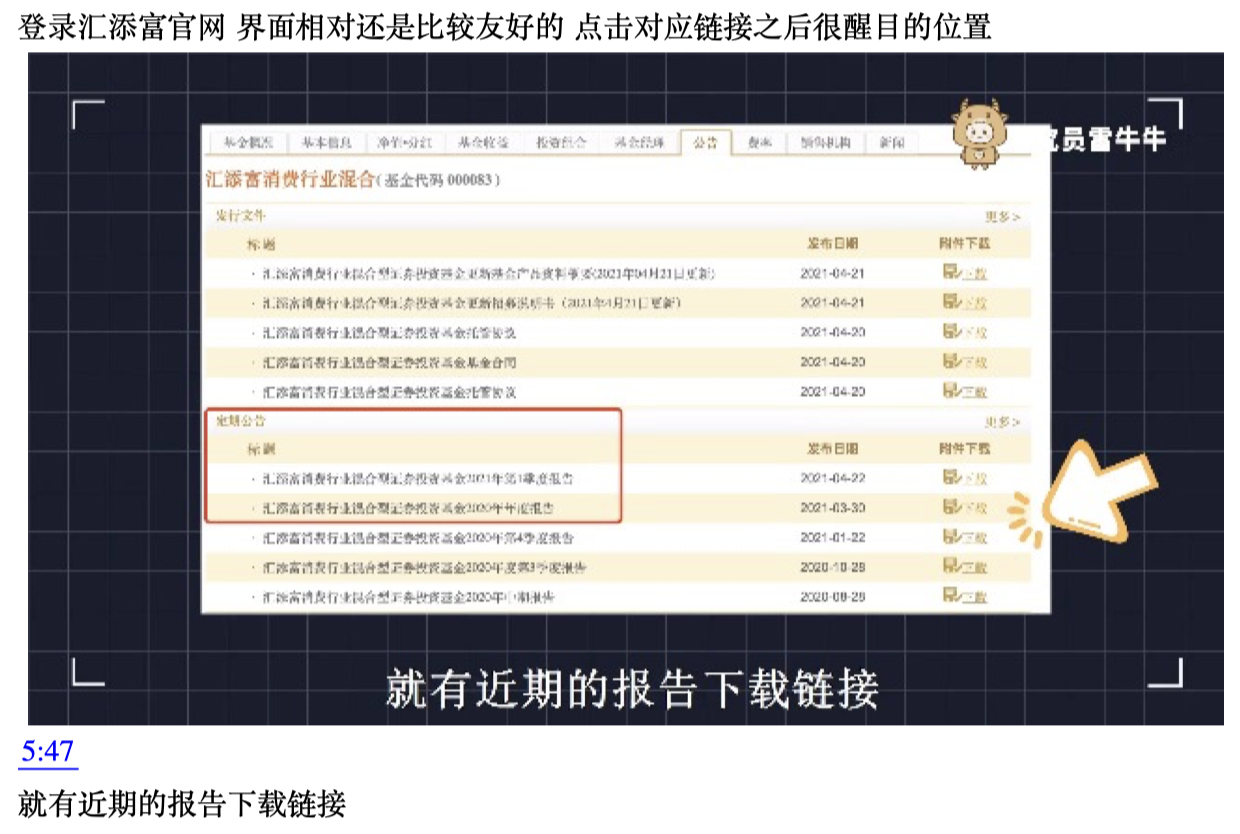 登录汇添富官网 界面相对还是比较友好的 点击对应链接之后很醒目的位置
基金概况 基本信息 净值•分红 基金收益 投资组合 基金经理 公告 费率 销售机构 新闻
究员雷牛牛
汇添富消费行业混合(基金代码 000083)
发行文件 更多>
标题 发布日期 附件下载
· 汇添富消费行业混合型证券投资基金更新基金产品资料概要(2021年04月21日更新) 2021-04-21 下载
· 汇添富消费行业混合型证券投资基金更新招募说明书(2021年4月21日更新) 2021-04-21 下载
· 汇添富消费行业混合型证券投资基金托管协议 2021-04-20 下载
· 汇添富消费行业混合型证券投资基金基金合同 2021-04-20 下载
· 汇添富消费行业混合型证券投资基金托管协议 2021-04-20 下载
定期公告 更多>
标题 发布日期 附件下载
· 汇添富消费行业混合型证券投资基金2021年第1季度报告 2021-04-22 下载
· 汇添富消费行业混合型证券投资基金2020年年度报告 2021-03-30 下载
· 汇添富消费行业混合型证券投资基金2020年第4季度报告 2021-01-22 下载
· 汇添富消费行业混合型证券投资基金2020年度第3季度报告 2020-10-28 下载
· 汇添富消费行业混合型证券投资基金2020年中期报告 2020-08-28 下载
就有近期的报告下载链接
5:47
就有近期的报告下载链接